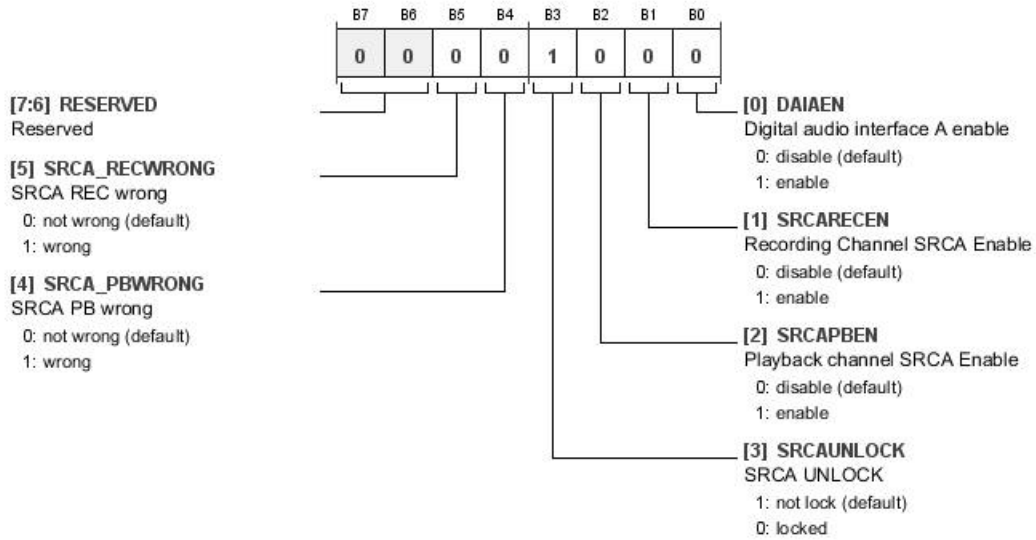 B7 B6 B5 B4 B3 B2 B1 B0
0 0 0 0 1 0 0 0
[7:6] RESERVED
Reserved
[5] SRCA_RECWRONG
SRCA REC wrong
0: not wrong (default)
1: wrong
[4] SRCA_PBWRONG
SRCA PB wrong
0: not wrong (default)
1: wrong
[0] DAIAEN
Digital audio interface A enable
0: disable (default)
1: enable
[1] SRCARECEN
Recording Channel SRCA Enable
0: disable (default)
1: enable
[2] SRCAPBEN
Playback channel SRCA Enable
0: disable (default)
1: enable
[3] SRCAUNLOCK
SRCA UNLOCK
1: not lock (default)
0: locked